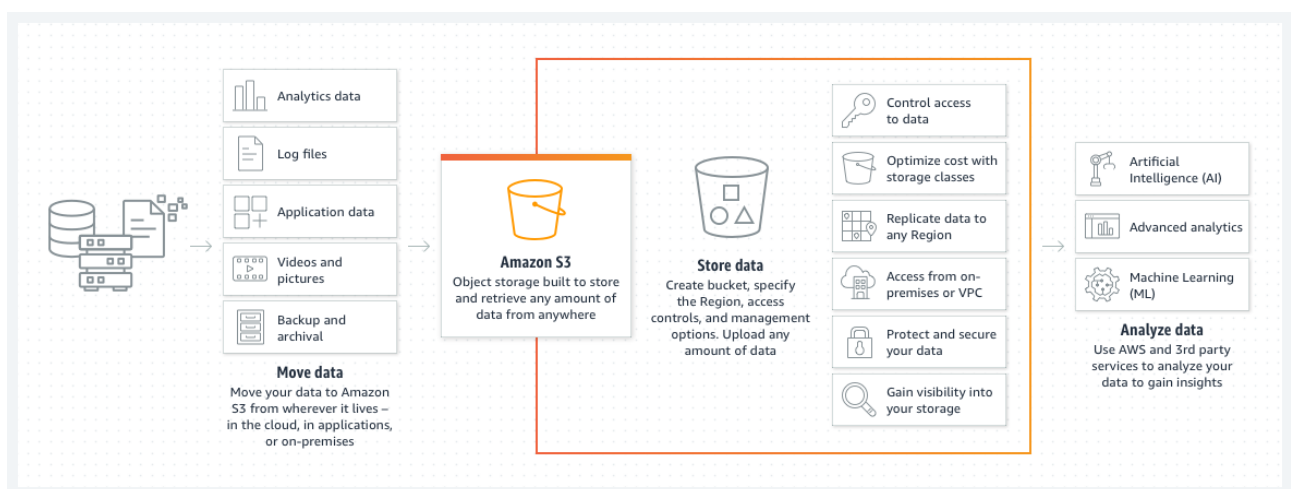 Analytics data
Log files
Application data
Videos and
pictures
Backup and
archival
Move data
Move your data to Amazon
S3 from wherever it lives –
in the cloud, in applications,
or on-premises
Amazon S3
Object storage built to store
and retrieve any amount of
data from anywhere
Store data
Create bucket, specify
the Region, access
controls, and management
options. Upload any
amount of data
Control access
to data
Optimize cost with
storage classes
Replicate data to
any Region
Access from on-
premises or VPC
Protect and secure
your data
Gain visibility into
your storage
Artificial
Intelligence (AI)
Advanced analytics
Machine Learning
(ML)
Analyze data
Use AWS and 3rd party
services to analyze your
data to gain insights